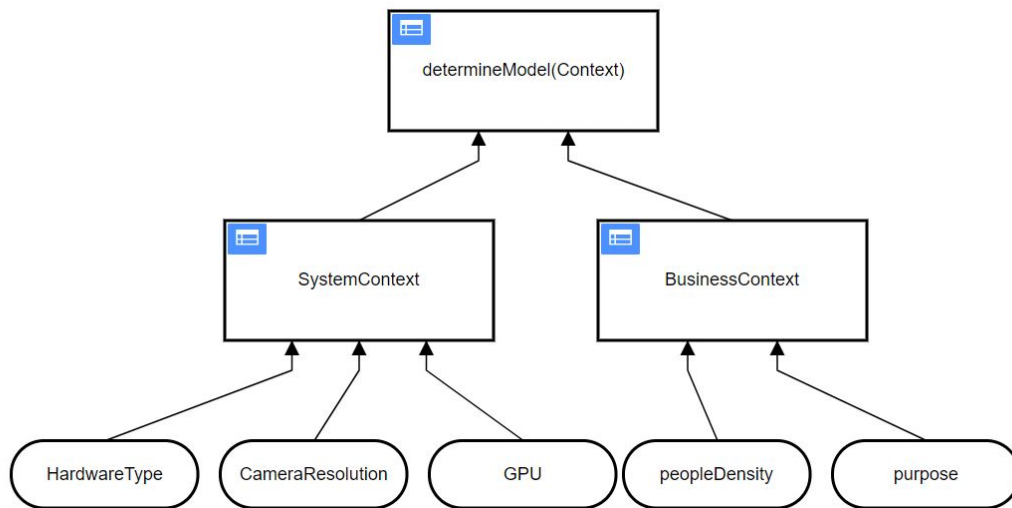 determineModel(Context)
SystemContext
BusinessContext
HardwareType
CameraResolution
GPU
peopleDensity
purpose